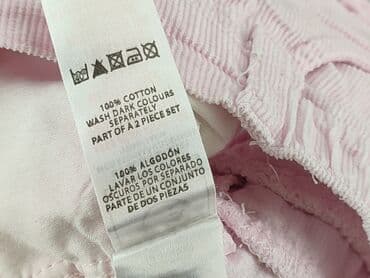 100% COTTON
WASH DARK COLOURS
SEPARATELY
PART OF A 2 PIECE SET
100% ALGODÓN
LAVAR LOS COLORES
OSCUROS POR SEPARADO
PARTE DE UN CONJUNTO
DE DOS PIEZAS